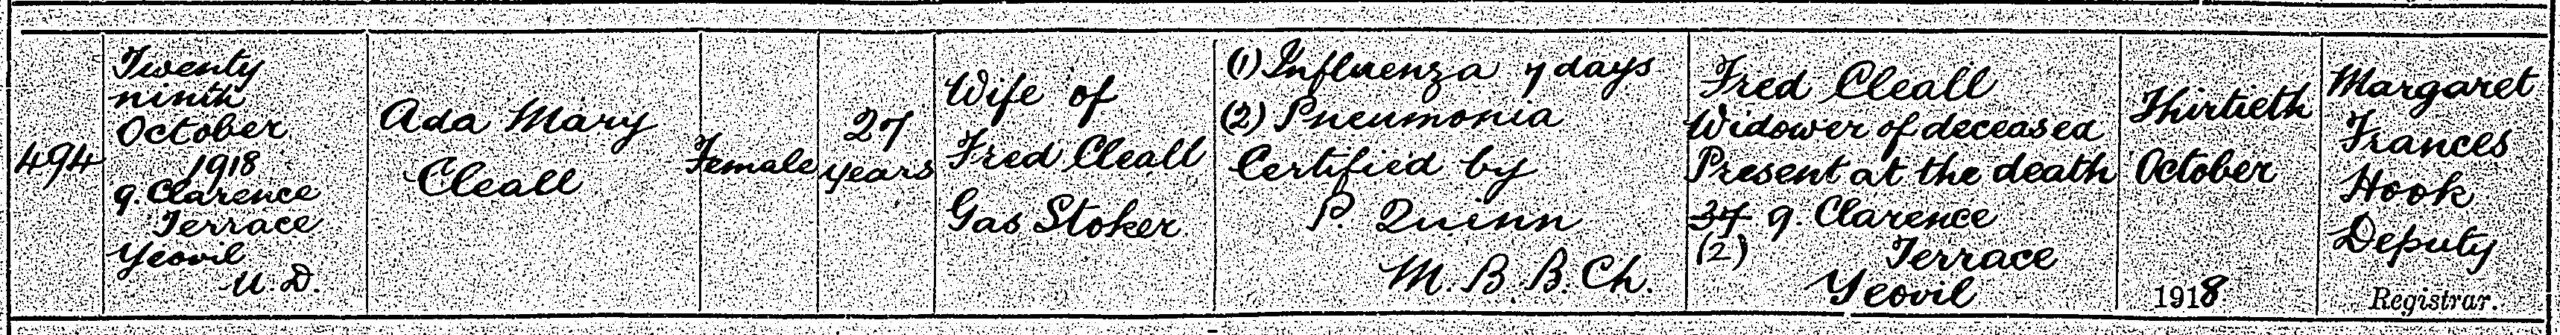 494
Twenty
ninth
October
1918
9. Clarence
Terrace
Yeovil
U. D.
Ada Mary
Cleall
Female
27
years
Wife of
Fred Cleall
Gas Stoker
(1) Influenza 7 days
(2) Pneumonia
Certified by
P. Quinn
M. B. B. Ch.
Fred Cleall
Widower of deceased
Present at the death
37 9. Clarence
(2) Terrace
Yeovil
Thirtieth
October
1918
Margaret
Frances
Hook
Deputy
Registrar.